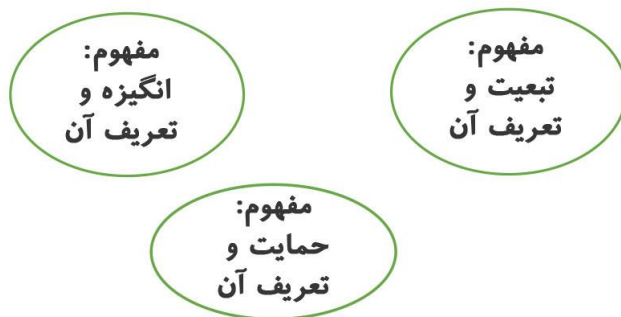 مفهوم:
تبعیت و
تعریف آن
مفهوم:
انگیزه و
تعریف آن
مفهوم:
حمایت و
تعریف آن